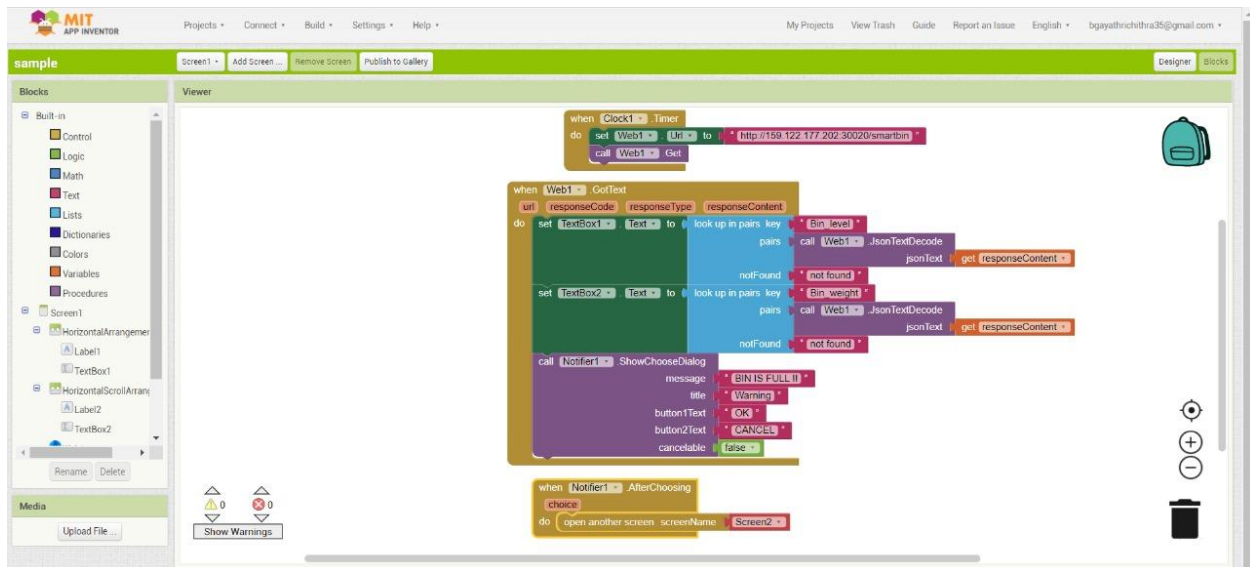 MIT
APP INVENTOR
Projects Connect Build Settings Help My Projects View Trash Guide Report an Issue English bgayathrichithra35@gmail.com
sample Screen1 Add Screen ... Remove Screen Publish to Gallery Designer Blocks
Blocks
Built-in
Control
Logic
Math
Text
Lists
Dictionaries
Colors
Variables
Procedures
Screen1
HorizontalArrangemer
Label1
TextBox1
HorizontalScrollArrang
Label2
TextBox2
Rename Delete
Media
Upload File ...
Viewer
when Clock1 .Timer
do set Web1 . Url to " http://159.122.177.202:30020/smartbin "
call Web1 .Get
when Web1 .GotText
url responseCode responseType responseContent
do set TextBox1 . Text to look up in pairs key " Bin_level "
pairs call Web1 .JsonTextDecode
jsonText get responseContent
notFound " not found "
set TextBox2 . Text to look up in pairs key " Bin_weight "
pairs call Web1 .JsonTextDecode
jsonText get responseContent
notFound " not found "
call Notifier1 .ShowChooseDialog
message " BIN IS FULL !! "
title " Warning "
button1Text " OK "
button2Text " CANCEL "
cancelable false
when Notifier1 .AfterChoosing
choice
do open another screen screenName Screen2
0 0
Show Warnings